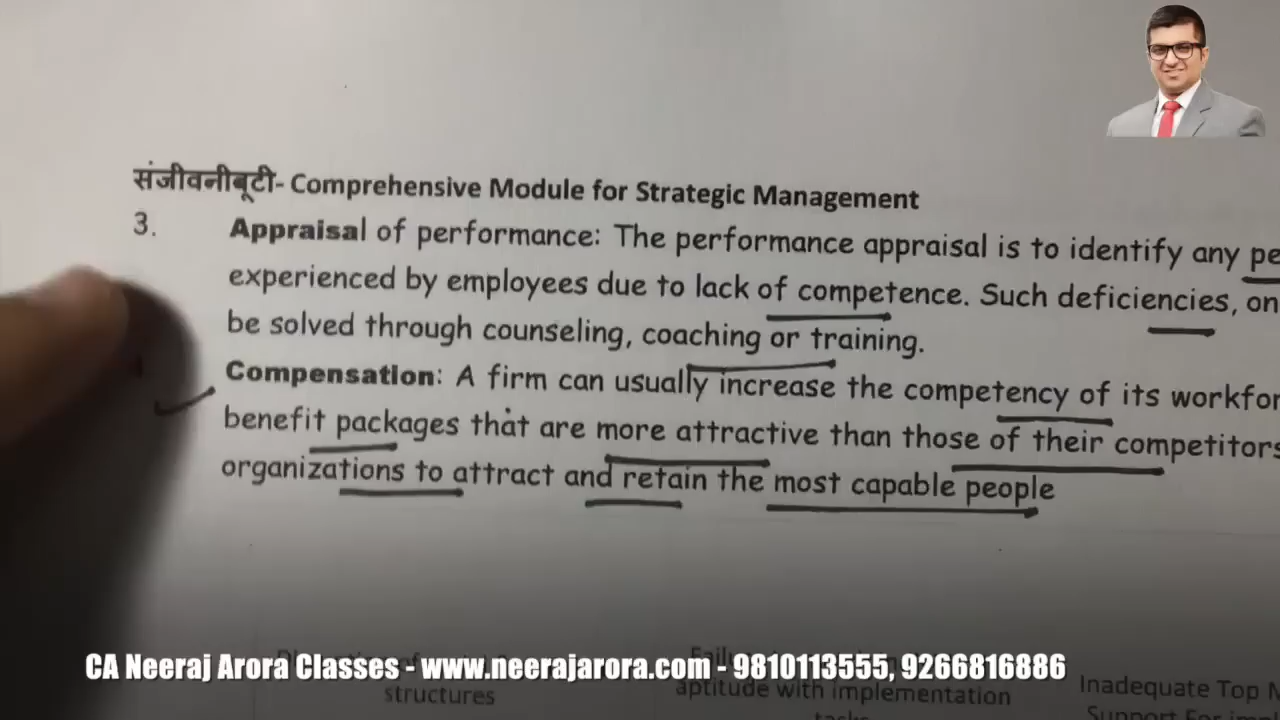 संजीवनीबूटी- Comprehensive Module for Strategic Management
3. Appraisal of performance: The performance appraisal is to identify any
experienced by employees due to lack of competence. Such deficiencies,
be solved through counseling, coaching or training.
Compensation: A firm can usually increase the competency of its
benefit packages that are more attractive than those of their competitors
organizations to attract and retain the most capable people
structures
aptitude with implementation
Inadequate Top
CA Neeraj Arora Classes - www.neerajarora.com - 9810113555, 9266816886